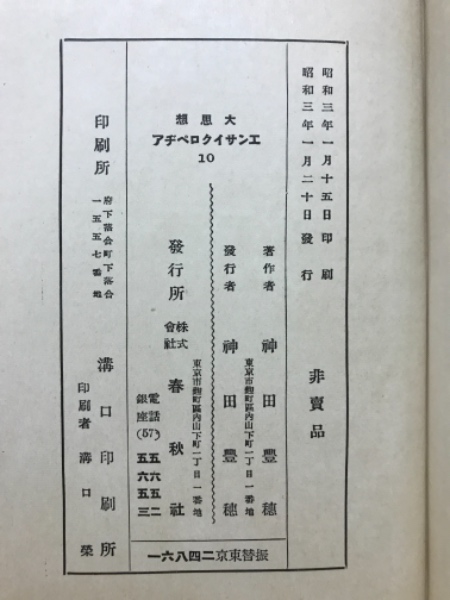 昭和三年一月十五日印刷
昭和三年一月二十日發行
非賣品
大思想
エンサイクロペヂア
10
著作者 神田豐穗
東京市麴町區内山下町一丁目一番地
發行者 神田豐穗
發行所 株式會社 春秋社
東京市麴町區内山下町一丁目一番地
電話銀座(57)
五五五二
六六五三
振替東京二四八六一
印刷所 溝口印刷所
府下落合町下落合
一五五七番地
印刷者 溝口榮